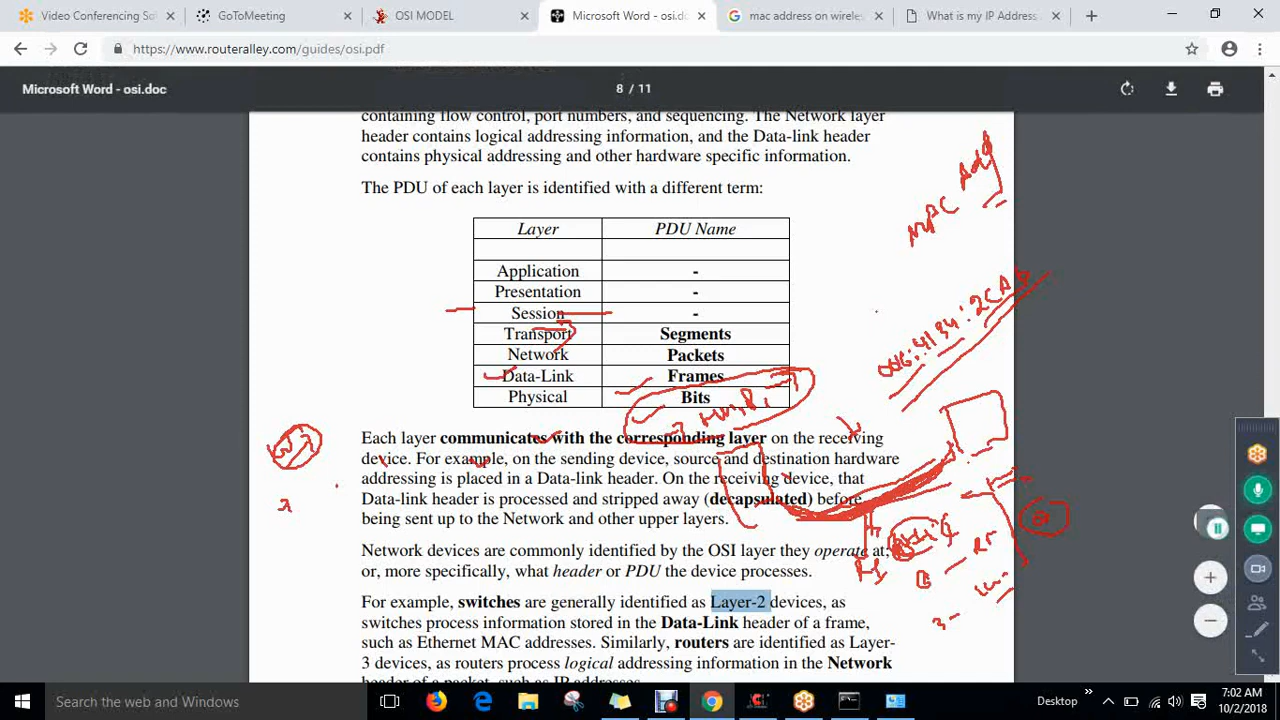 Video Conferencing So
GoToMeeting
OSI MODEL
Microsoft Word - osi.doc
mac address on wirele
What is my IP Address
https://www.routeralley.com/guides/osi.pdf
Microsoft Word - osi.doc
8 / 11
containing flow control, port numbers, and sequencing. The Network layer
header contains logical addressing information, and the Data-link header
contains physical addressing and other hardware specific information.
MAC Add
The PDU of each layer is identified with a different term:
Layer PDU Name
Application -
Presentation -
Session -
Transport Segments
Network Packets
Data-Link Frames
Physical Bits
Each layer communicates with the corresponding layer on the receiving
device. For example, on the sending device, source and destination hardware
addressing is placed in a Data-link header. On the receiving device, that
Data-link header is processed and stripped away (decapsulated) before
being sent up to the Network and other upper layers.
Network devices are commonly identified by the OSI layer they operate at;
or, more specifically, what header or PDU the device processes.
For example, switches are generally identified as Layer-2 devices, as
switches process information stored in the Data-Link header of a frame,
such as Ethernet MAC addresses. Similarly, routers are identified as Layer-
3 devices, as routers process logical addressing information in the Network
header of a packet, such as IP addresses.
Search the web and Windows
Desktop
7:02 AM
10/2/2018